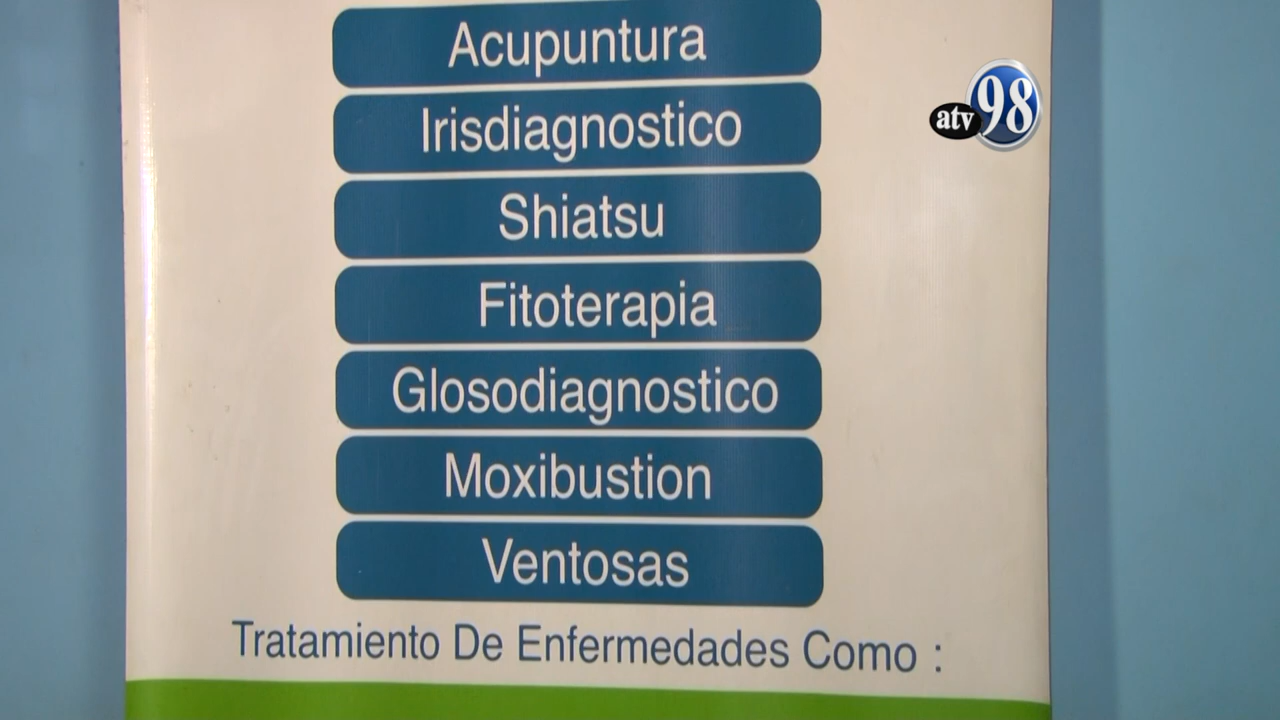 Acupuntura
atv 98
Irisdiagnostico
Shiatsu
Fitoterapia
Glosodiagnostico
Moxibustion
Ventosas
Tratamiento De Enfermedades Como :